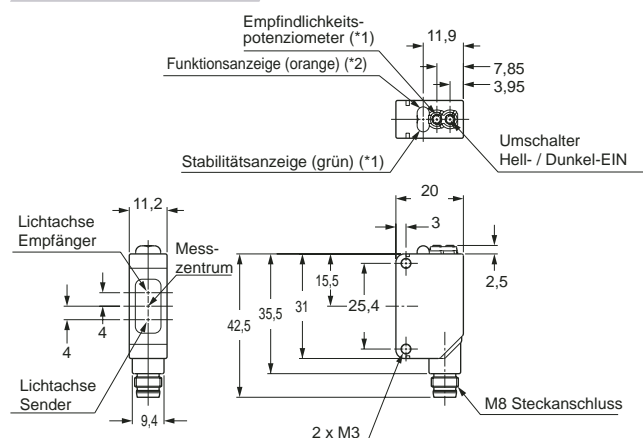 Empfindlichkeits-
potenziometer (*1)
11,9
Funktionsanzeige (orange) (*2)
7,85
3,95
Umschalter
Hell- / Dunkel-EIN
Stabilitätsanzeige (grün) (*1)
11,2
20
3
Lichtachse
Empfänger
Mess-
zentrum
2,5
15,5
25,4
31
35,5
42,5
4
4
Lichtachse
Sender
9,4
M8 Steckanschluss
2 x M3